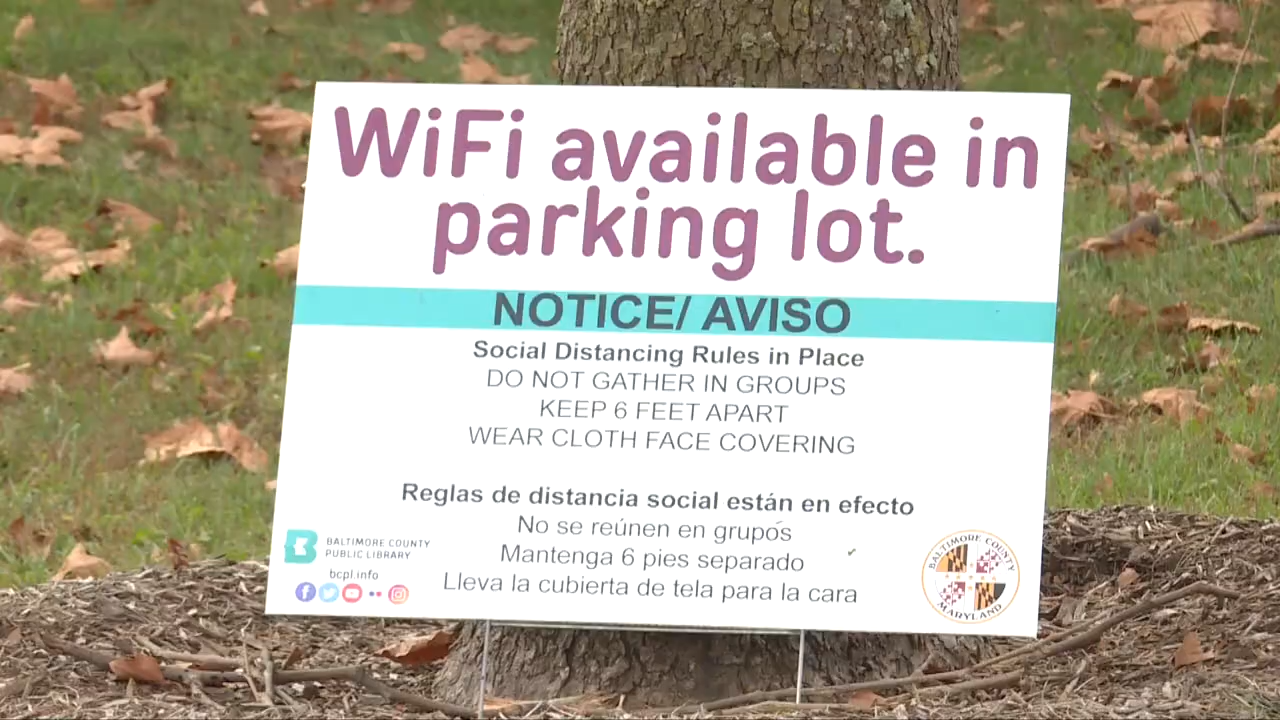 WiFi available in
parking lot.
NOTICE/ AVISO
Social Distancing Rules in Place
DO NOT GATHER IN GROUPS
KEEP 6 FEET APART
WEAR CLOTH FACE COVERING
Reglas de distancia social están en efecto
No se reúnen en grupos
Mantenga 6 pies separado
Lleva la cubierta de tela para la cara
BALTIMORE COUNTY
PUBLIC LIBRARY
bcpl.info
BALTIMORE COUNTY
MARYLAND